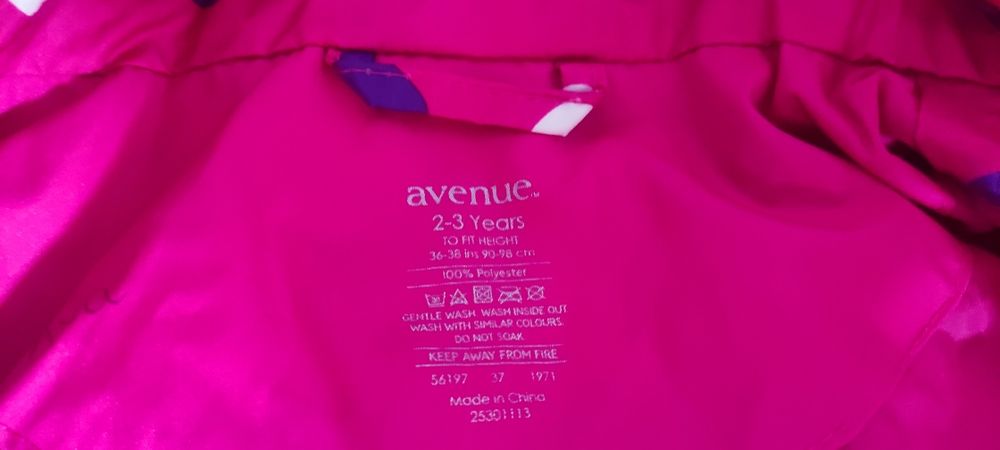 avenue™
2-3 Years
TO FIT HEIGHT
36-38 ins 90-98 cm
100% Polyester
GENTLE WASH. WASH INSIDE OUT.
WASH WITH SIMILAR COLOURS.
DO NOT SOAK
KEEP AWAY FROM FIRE
56197 37 1971
Made in China
25301113